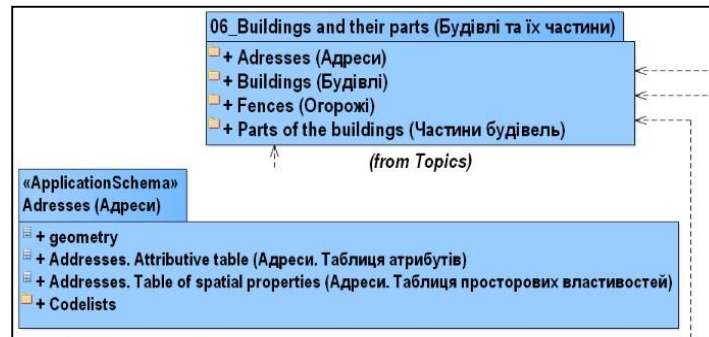 06_Buildings and their parts (Будівлі та їх частини)
+ Adresses (Адреси)
+ Buildings (Будівлі)
+ Fences (Огорожі)
+ Parts of the buildings (Частини будівель)
(from Topics)
«ApplicationSchema»
Adresses (Адреси)
+ geometry
+ Addresses. Attributive table (Адреси. Таблиця атрибутів)
+ Addresses. Table of spatial properties (Адреси. Таблиця просторових властивостей)
+ Codelists